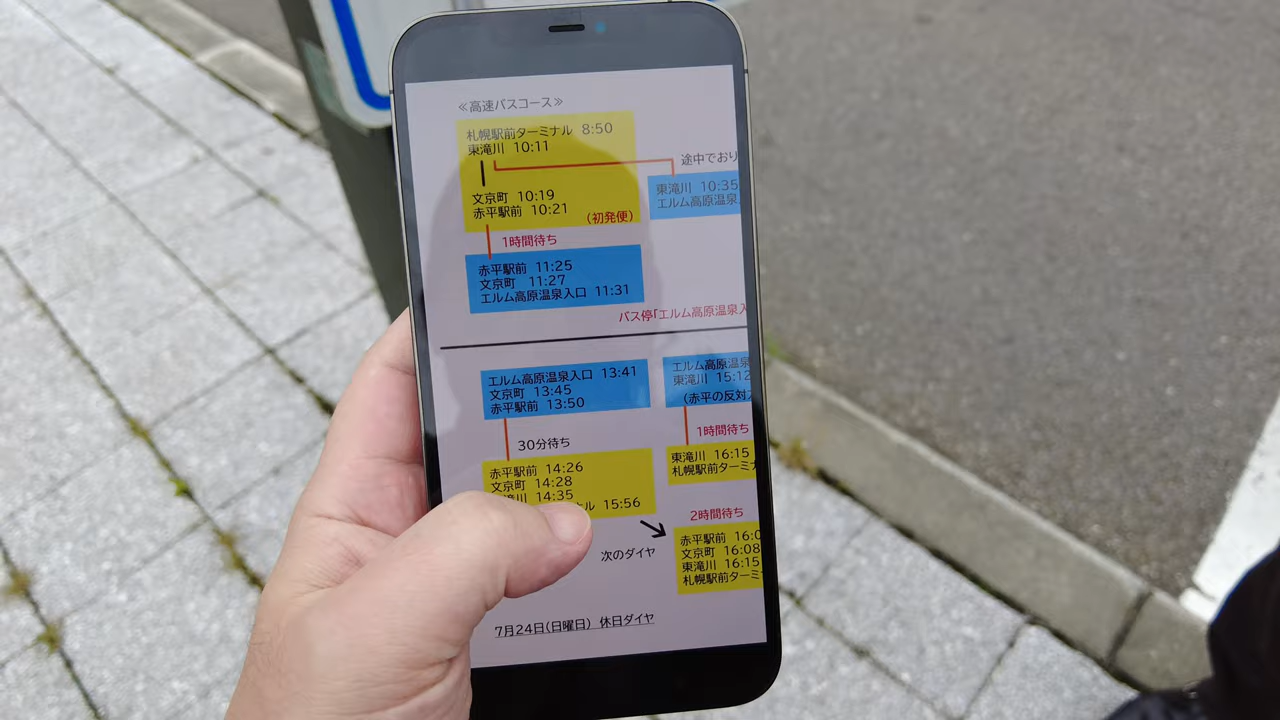 ≪高速バスコース≫
札幌駅前ターミナル 8:50
東滝川 10:11
途中でおり
文京町 10:19
赤平駅前 10:21
(初発便)
東滝川 10:35
エルム高原温泉
1時間待ち
赤平駅前 11:25
文京町 11:27
エルム高原温泉入口 11:31
バス停「エルム高原温泉入
エルム高原温泉入口 13:41
文京町 13:45
赤平駅前 13:50
エルム高原温泉
東滝川 15:12
(赤平の反対
30分待ち
1時間待ち
赤平駅前 14:26
文京町 14:28
滝川 14:35
ナル 15:56
東滝川 16:15
札幌駅前ターミナ
2時間待ち
次のダイヤ
赤平駅前 16:0
文京町 16:08
東滝川 16:15
札幌駅前ターミ
7月24日(日曜日) 休日ダイヤ